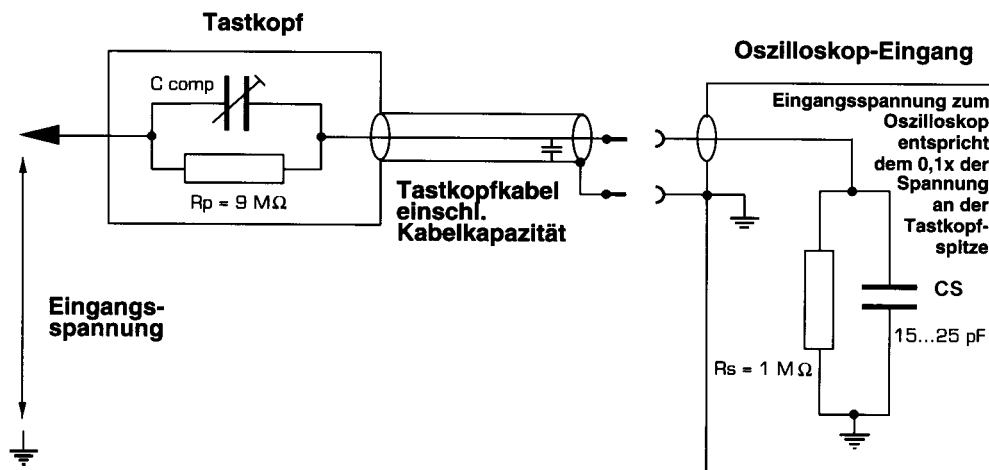 Tastkopf
C comp
Rp = 9 MΩ
Tastkopfkabel
einschl.
Kabelkapazität
Eingangs-
spannung
Oszilloskop-Eingang
Eingangsspannung zum
Oszilloskop
entspricht
dem 0,1x der
Spannung
an der
Tastkopf-
spitze
CS
15...25 pF
Rs = 1 MΩ